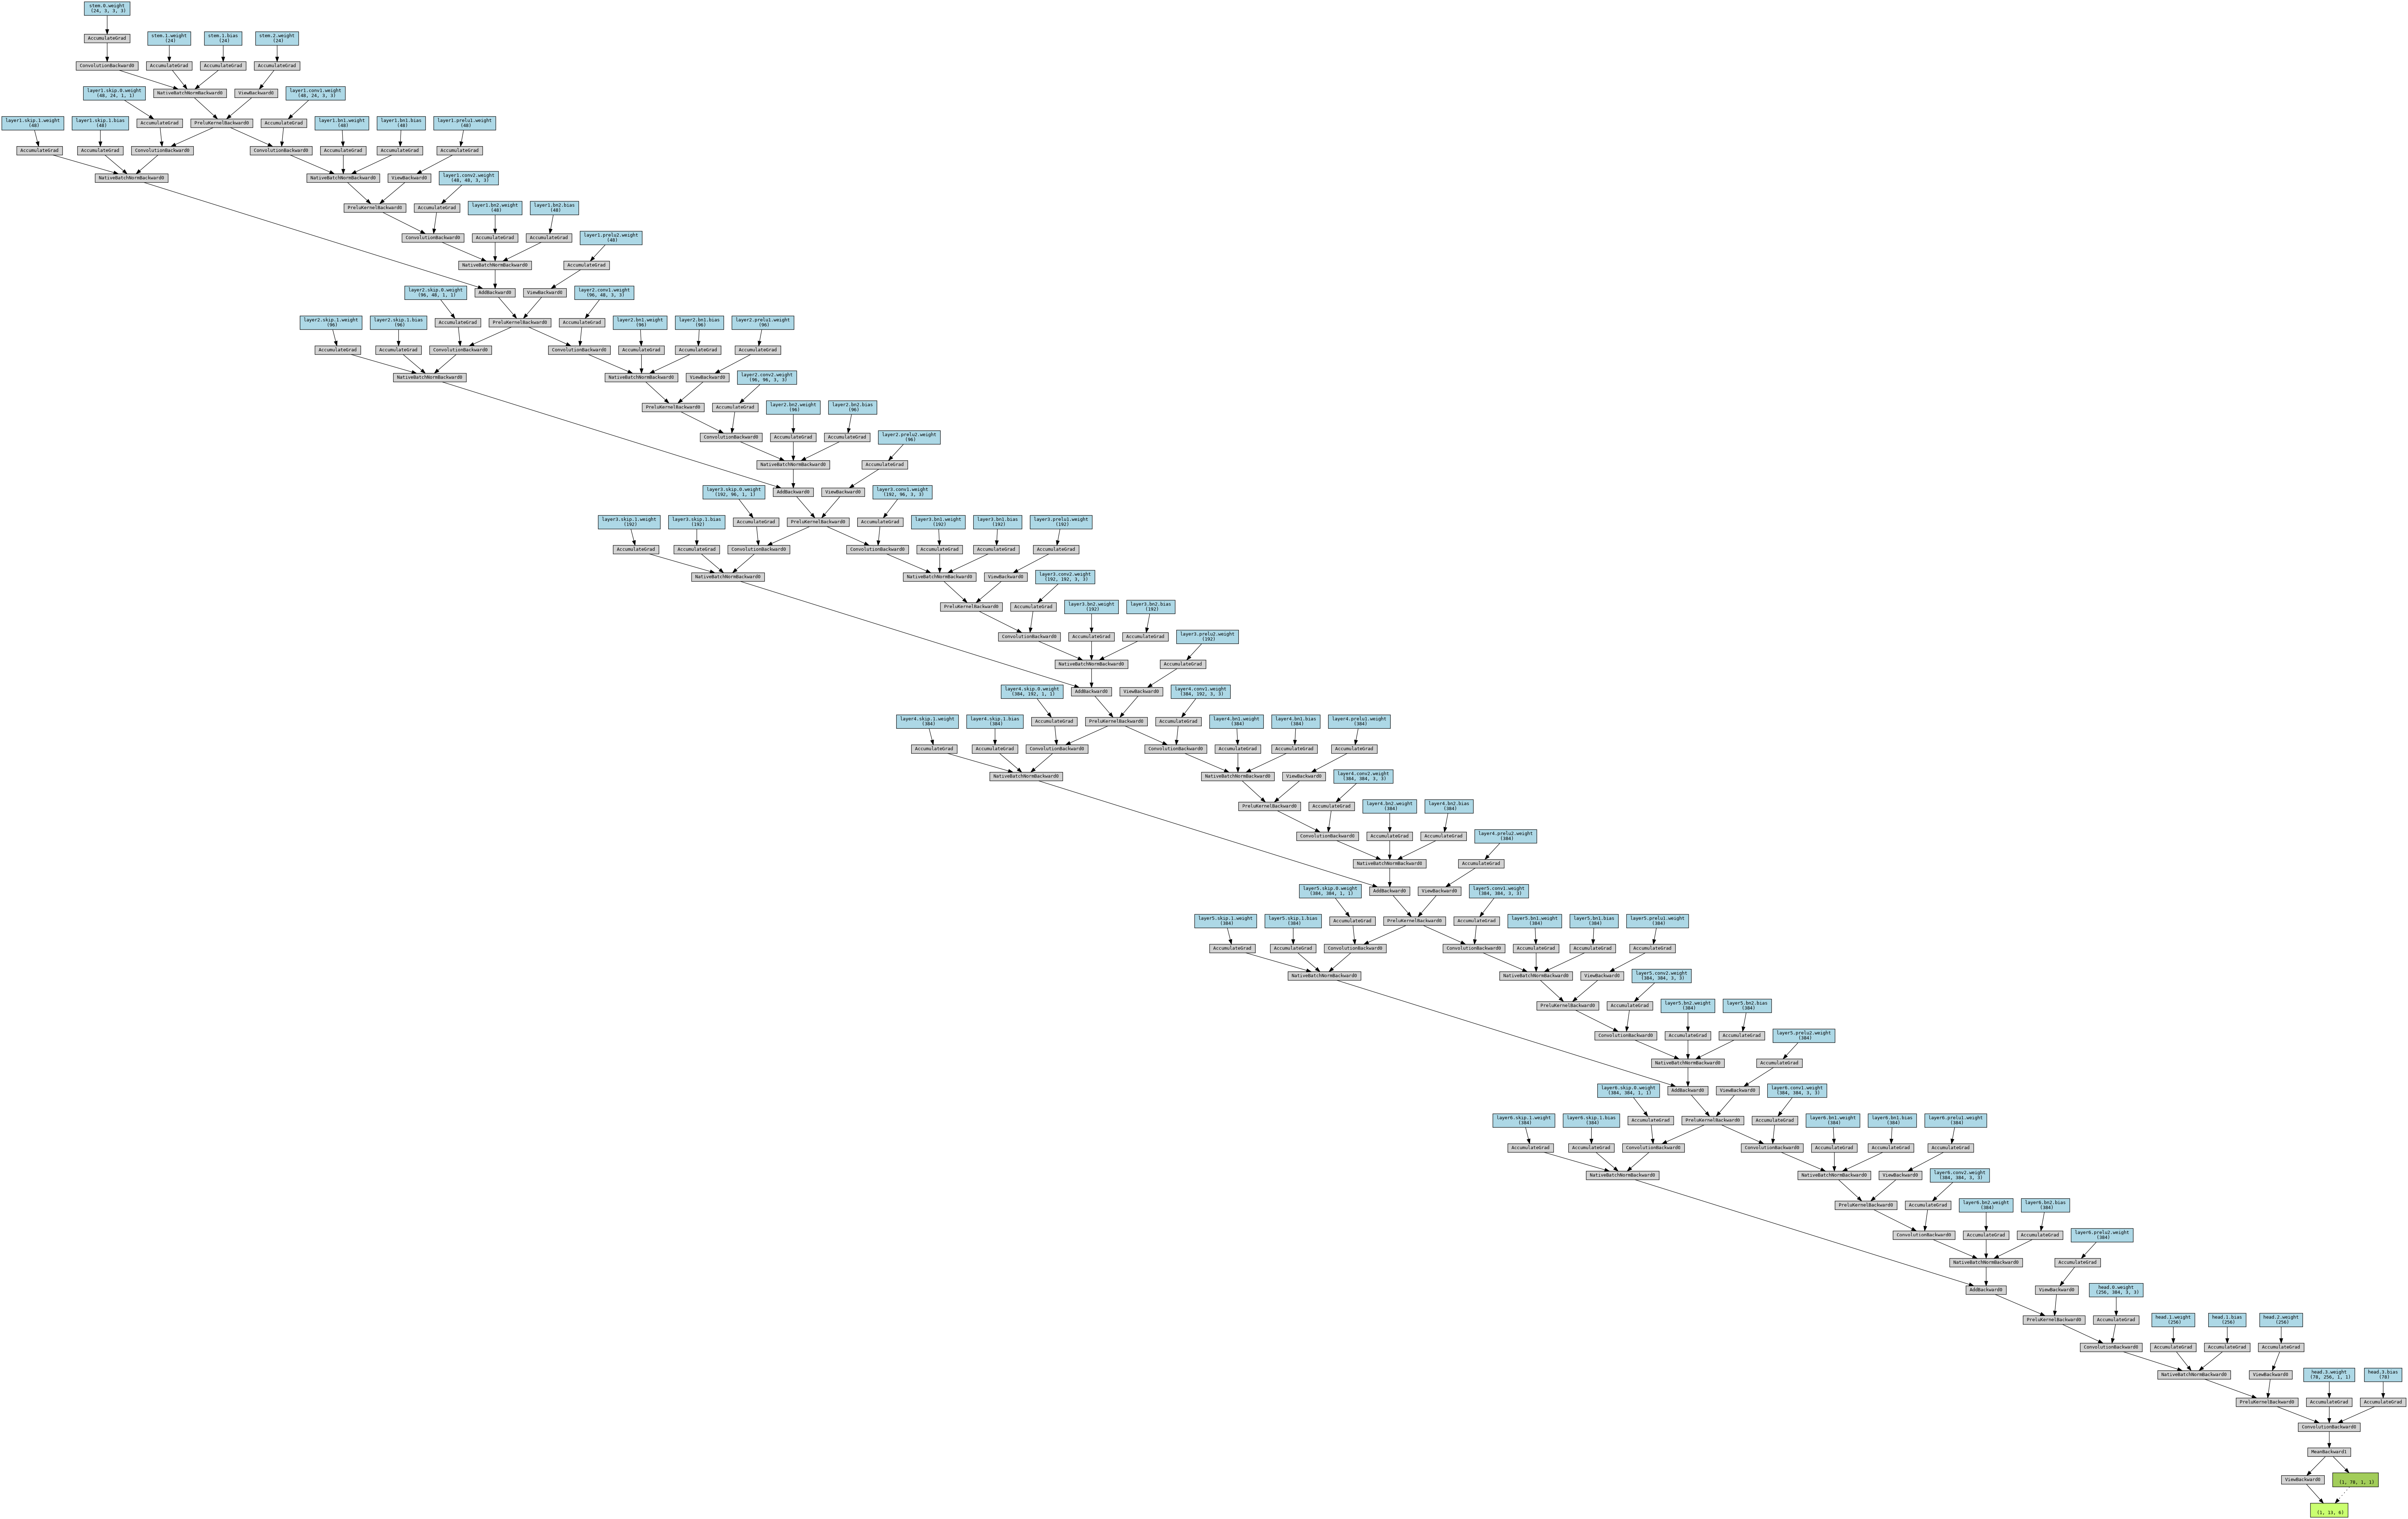 stem.0.weight
(24, 3, 3, 3)
AccumulateGrad
stem.1.weight
(24)
stem.1.bias
(24)
stem.2.weight
(24)
ConvolutionBackward0
AccumulateGrad
AccumulateGrad
AccumulateGrad
layer1.skip.0.weight
(48, 24, 1, 1)
NativeBatchNormBackward0
ViewBackward0
layer1.conv1.weight
(48, 24, 3, 3)
layer1.skip.1.weight
(48)
layer1.skip.1.bias
(48)
AccumulateGrad
PreluKernelBackward0
AccumulateGrad
layer1.bn1.weight
(48)
layer1.bn1.bias
(48)
layer1.prelu1.weight
(48)
AccumulateGrad
AccumulateGrad
ConvolutionBackward0
ConvolutionBackward0
AccumulateGrad
AccumulateGrad
AccumulateGrad
NativeBatchNormBackward0
NativeBatchNormBackward0
ViewBackward0
layer1.conv2.weight
(48, 48, 3, 3)
PreluKernelBackward0
AccumulateGrad
layer1.bn2.weight
(48)
layer1.bn2.bias
(48)
ConvolutionBackward0
AccumulateGrad
AccumulateGrad
layer1.prelu2.weight
(48)
NativeBatchNormBackward0
AccumulateGrad
layer2.skip.0.weight
(96, 48, 1, 1)
AddBackward0
ViewBackward0
layer2.conv1.weight
(96, 48, 3, 3)
layer2.skip.1.weight
(96)
layer2.skip.1.bias
(96)
AccumulateGrad
PreluKernelBackward0
AccumulateGrad
layer2.bn1.weight
(96)
layer2.bn1.bias
(96)
layer2.prelu1.weight
(96)
AccumulateGrad
AccumulateGrad
ConvolutionBackward0
ConvolutionBackward0
AccumulateGrad
AccumulateGrad
AccumulateGrad
NativeBatchNormBackward0
NativeBatchNormBackward0
ViewBackward0
layer2.conv2.weight
(96, 96, 3, 3)
PreluKernelBackward0
AccumulateGrad
layer2.bn2.weight
(96)
layer2.bn2.bias
(96)
ConvolutionBackward0
AccumulateGrad
AccumulateGrad
layer2.prelu2.weight
(96)
NativeBatchNormBackward0
AccumulateGrad
layer3.skip.0.weight
(192, 96, 1, 1)
AddBackward0
ViewBackward0
layer3.conv1.weight
(192, 96, 3, 3)
layer3.skip.1.weight
(192)
layer3.skip.1.bias
(192)
AccumulateGrad
PreluKernelBackward0
AccumulateGrad
layer3.bn1.weight
(192)
layer3.bn1.bias
(192)
layer3.prelu1.weight
(192)
AccumulateGrad
AccumulateGrad
ConvolutionBackward0
ConvolutionBackward0
AccumulateGrad
AccumulateGrad
AccumulateGrad
NativeBatchNormBackward0
NativeBatchNormBackward0
ViewBackward0
layer3.conv2.weight
(192, 192, 3, 3)
PreluKernelBackward0
AccumulateGrad
layer3.bn2.weight
(192)
layer3.bn2.bias
(192)
ConvolutionBackward0
AccumulateGrad
AccumulateGrad
layer3.prelu2.weight
(192)
NativeBatchNormBackward0
AccumulateGrad
layer4.skip.0.weight
(384, 192, 1, 1)
AddBackward0
ViewBackward0
layer4.conv1.weight
(384, 192, 3, 3)
layer4.skip.1.weight
(384)
layer4.skip.1.bias
(384)
AccumulateGrad
PreluKernelBackward0
AccumulateGrad
layer4.bn1.weight
(384)
layer4.bn1.bias
(384)
layer4.prelu1.weight
(384)
AccumulateGrad
AccumulateGrad
ConvolutionBackward0
ConvolutionBackward0
AccumulateGrad
AccumulateGrad
AccumulateGrad
NativeBatchNormBackward0
NativeBatchNormBackward0
ViewBackward0
layer4.conv2.weight
(384, 384, 3, 3)
PreluKernelBackward0
AccumulateGrad
layer4.bn2.weight
(384)
layer4.bn2.bias
(384)
ConvolutionBackward0
AccumulateGrad
AccumulateGrad
layer4.prelu2.weight
(384)
NativeBatchNormBackward0
AccumulateGrad
layer5.skip.0.weight
(384, 384, 1, 1)
AddBackward0
ViewBackward0
layer5.conv1.weight
(384, 384, 3, 3)
layer5.skip.1.weight
(384)
layer5.skip.1.bias
(384)
AccumulateGrad
PreluKernelBackward0
AccumulateGrad
layer5.bn1.weight
(384)
layer5.bn1.bias
(384)
layer5.prelu1.weight
(384)
AccumulateGrad
AccumulateGrad
ConvolutionBackward0
ConvolutionBackward0
AccumulateGrad
AccumulateGrad
AccumulateGrad
NativeBatchNormBackward0
NativeBatchNormBackward0
ViewBackward0
layer5.conv2.weight
(384, 384, 3, 3)
PreluKernelBackward0
AccumulateGrad
layer5.bn2.weight
(384)
layer5.bn2.bias
(384)
ConvolutionBackward0
AccumulateGrad
AccumulateGrad
layer5.prelu2.weight
(384)
NativeBatchNormBackward0
AccumulateGrad
layer6.skip.0.weight
(384, 384, 1, 1)
AddBackward0
ViewBackward0
layer6.conv1.weight
(384, 384, 3, 3)
layer6.skip.1.weight
(384)
layer6.skip.1.bias
(384)
AccumulateGrad
PreluKernelBackward0
AccumulateGrad
layer6.bn1.weight
(384)
layer6.bn1.bias
(384)
layer6.prelu1.weight
(384)
AccumulateGrad
AccumulateGrad
ConvolutionBackward0
ConvolutionBackward0
AccumulateGrad
AccumulateGrad
AccumulateGrad
NativeBatchNormBackward0
NativeBatchNormBackward0
ViewBackward0
layer6.conv2.weight
(384, 384, 3, 3)
PreluKernelBackward0
AccumulateGrad
layer6.bn2.weight
(384)
layer6.bn2.bias
(384)
ConvolutionBackward0
AccumulateGrad
AccumulateGrad
layer6.prelu2.weight
(384)
NativeBatchNormBackward0
AccumulateGrad
AddBackward0
ViewBackward0
head.0.weight
(256, 384, 3, 3)
PreluKernelBackward0
AccumulateGrad
head.1.weight
(256)
head.1.bias
(256)
head.2.weight
(256)
ConvolutionBackward0
AccumulateGrad
AccumulateGrad
AccumulateGrad
NativeBatchNormBackward0
ViewBackward0
head.3.weight
(78, 256, 1, 1)
head.3.bias
(78)
PreluKernelBackward0
AccumulateGrad
AccumulateGrad
ConvolutionBackward0
MeanBackward1
ViewBackward0
(1, 78, 1, 1)
(1, 13, 6)